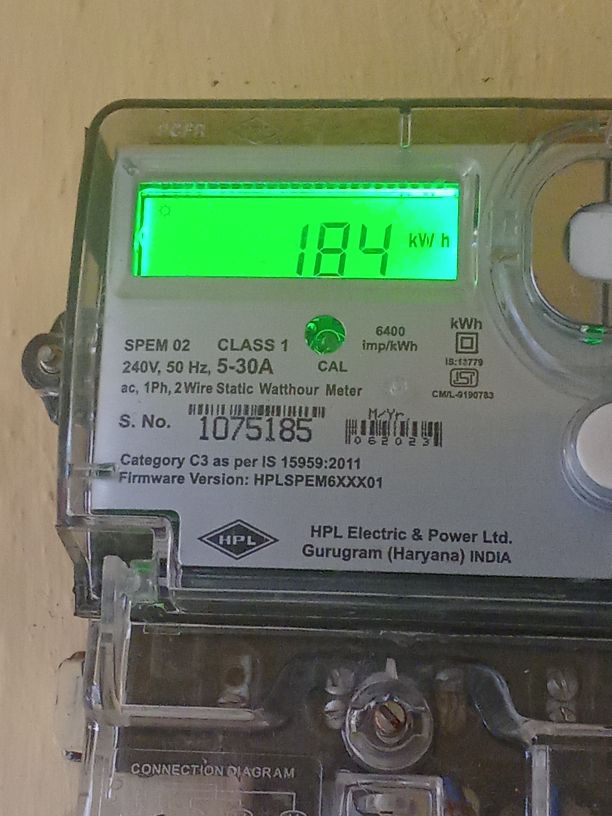 184 kW h
SPEM 02 CLASS 1
6400
imp/kWh
kWh
240V, 50 Hz, 5-30A
CAL
IS:13779
ac, 1Ph, 2 Wire Static Watthour Meter
CM/L-9190783
S. No. 1075185
M/Yr.
062023
Category C3 as per IS 15959:2011
Firmware Version: HPLSPEM6XXX01
HPL
HPL Electric & Power Ltd.
Gurugram (Haryana) INDIA
CONNECTION DIAGRAM